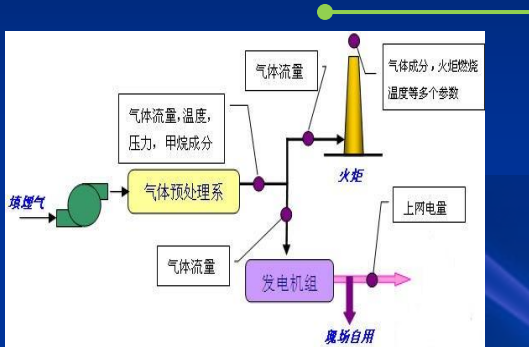 气体流量
气体成分，火炬燃烧
温度等多个参数
气体流量，温度，
压力，甲烷成分
火炬
填埋气
气体预处理系
上网电量
气体流量
发电机组
现场自用